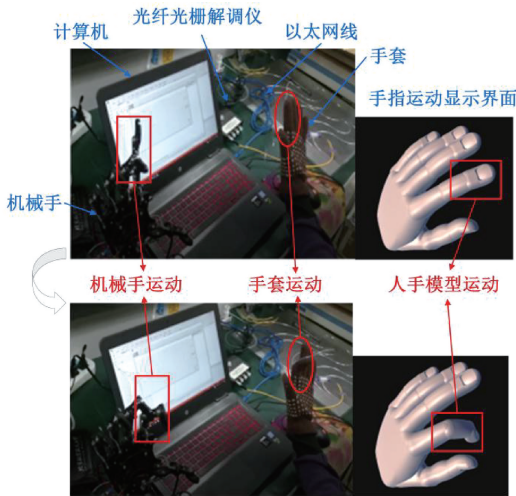 光纤光栅解调仪
计算机
以太网线
手套
手指运动显示界面
机械手
机械手运动
手套运动
人手模型运动